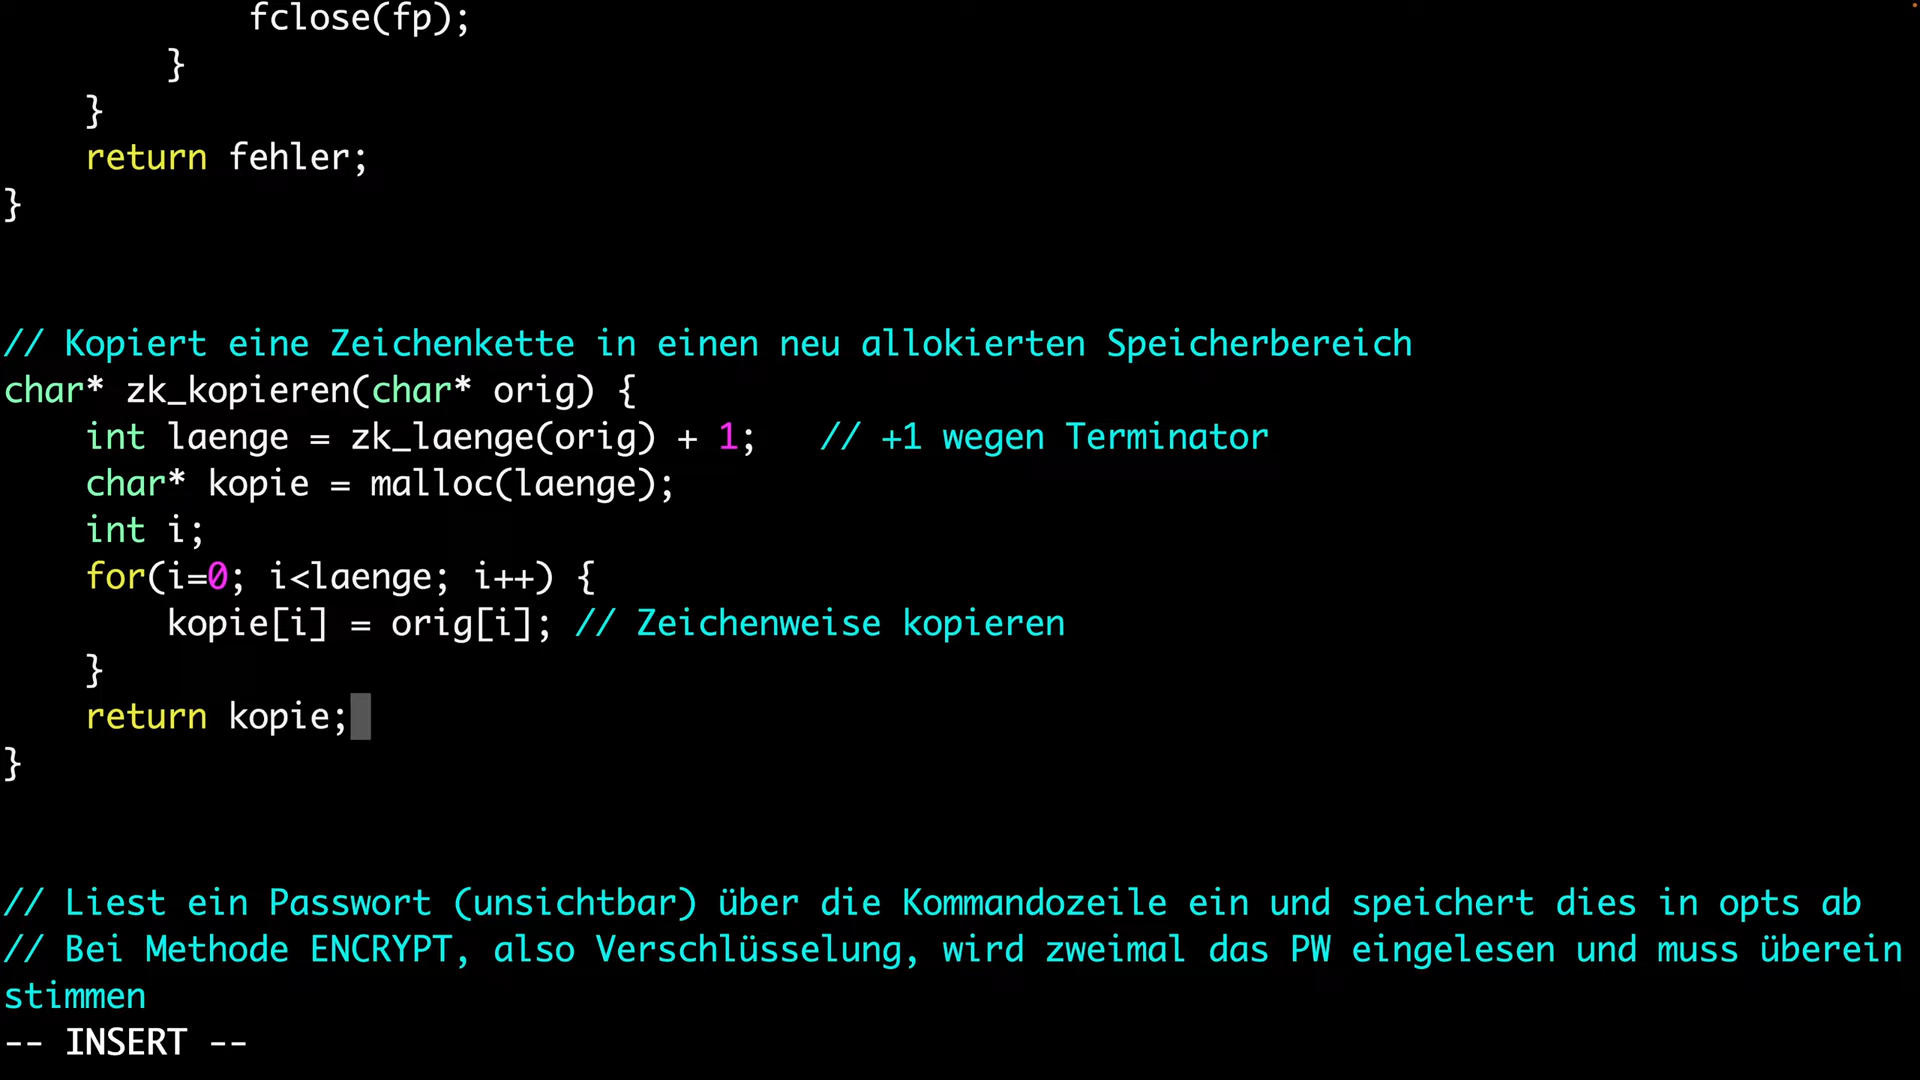 fclose(fp);
}
}
return fehler;
}
// Kopiert eine Zeichenkette in einen neu allokierten Speicherbereich
char* zk_kopieren(char* orig) {
int laenge = zk_laenge(orig) + 1;   // +1 wegen Terminator
char* kopie = malloc(laenge);
int i;
for(i=0; i<laenge; i++) {
kopie[i] = orig[i]; // Zeichenweise kopieren
}
return kopie;
}
// Liest ein Passwort (unsichtbar) über die Kommandozeile ein und speichert dies in opts ab
// Bei Methode ENCRYPT, also Verschlüsselung, wird zweimal das PW eingelesen und muss überein
stimmen
-- INSERT --